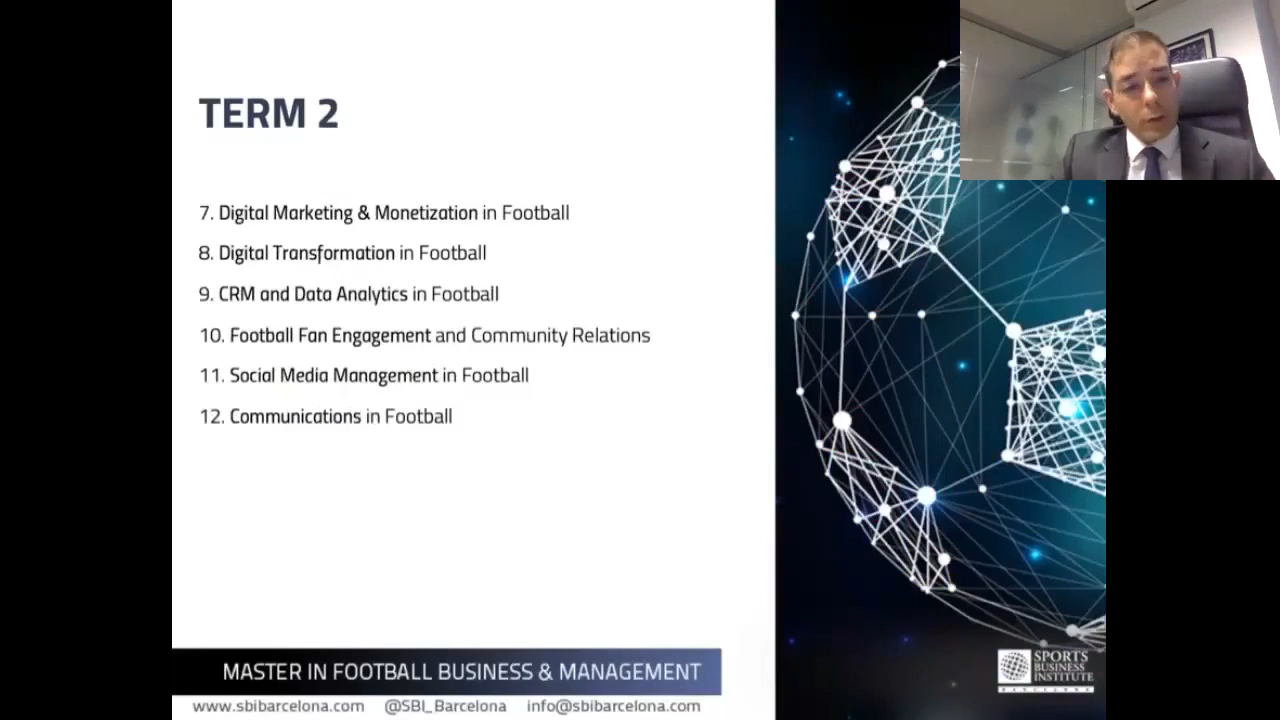 TERM 2
7. Digital Marketing & Monetization in Football
8. Digital Transformation in Football
9. CRM and Data Analytics in Football
10. Football Fan Engagement and Community Relations
11. Social Media Management in Football
12. Communications in Football
MASTER IN FOOTBALL BUSINESS & MANAGEMENT
www.sbibarcelona.com @SBI_Barcelona info@sbibarcelona.com
SPORTS
BUSINESS
INSTITUTE
BARCELONA